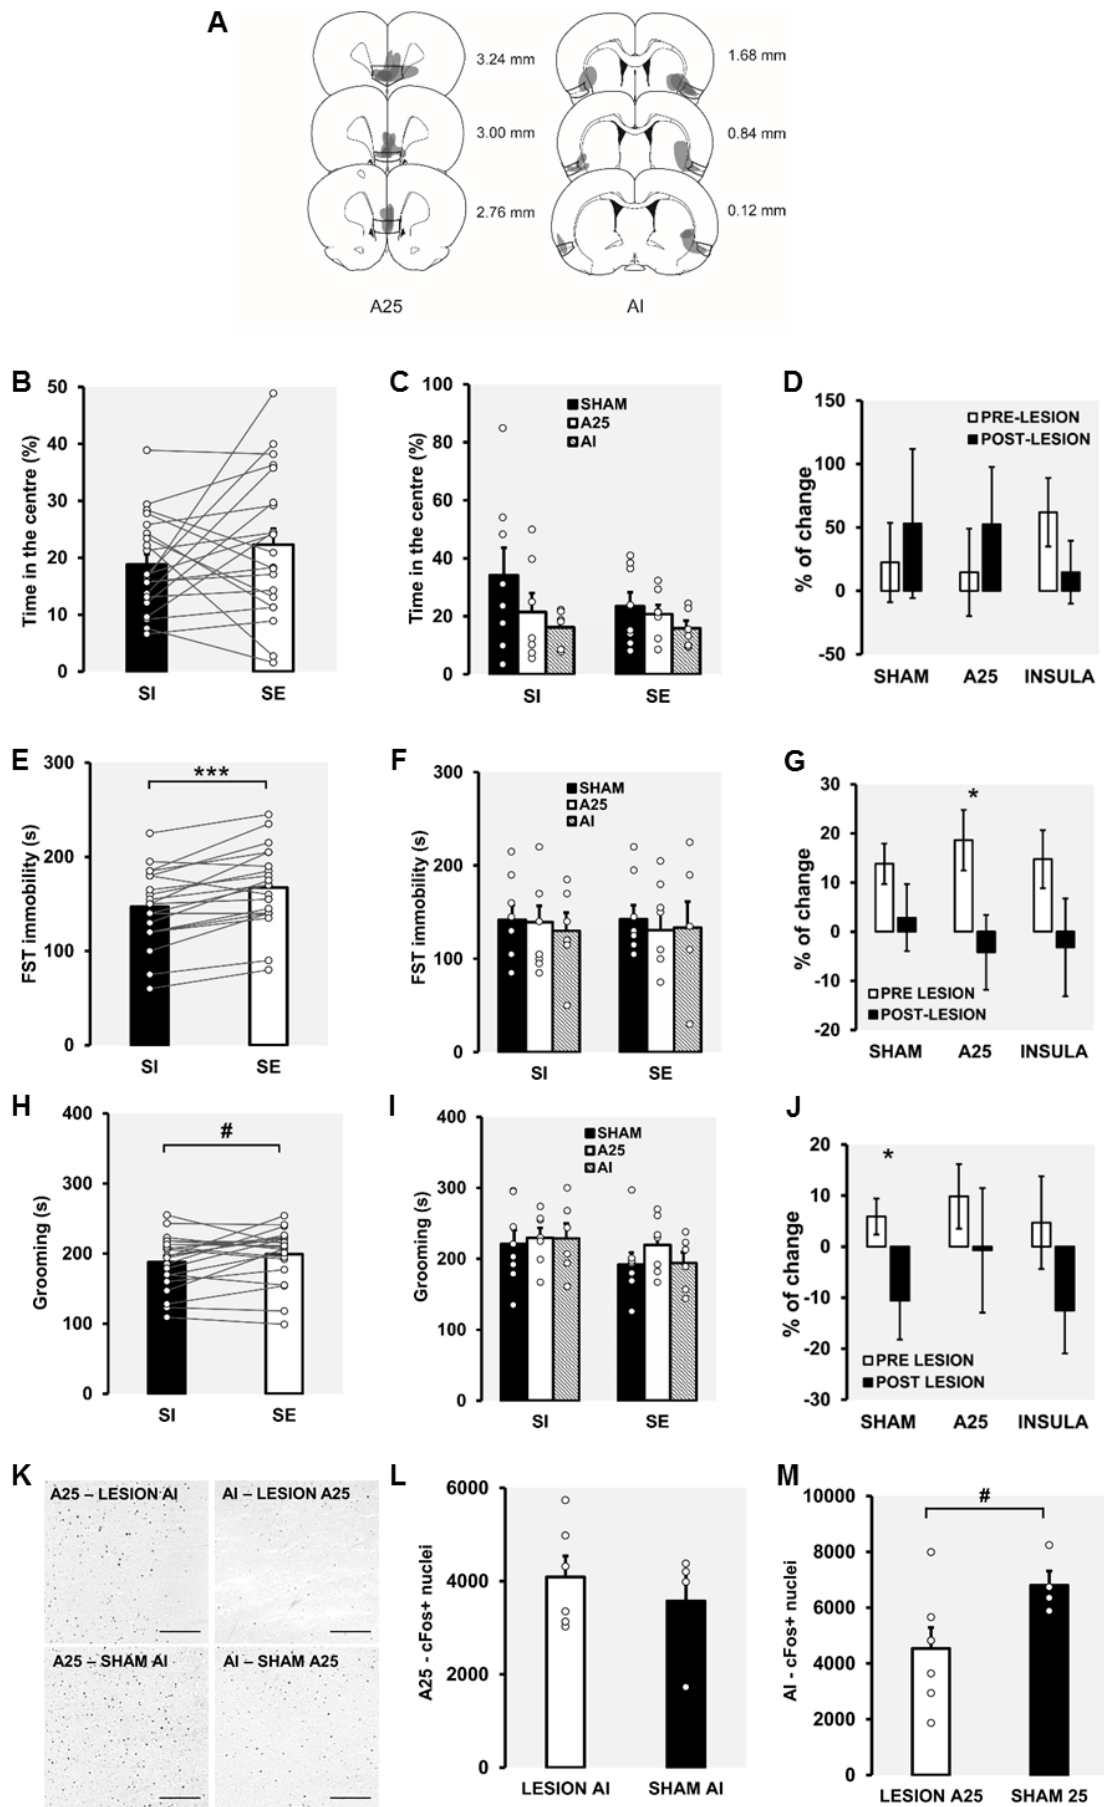 A
3.24 mm
3.00 mm
2.76 mm
A25
1.68 mm
0.84 mm
0.12 mm
AI
B
Time in the centre (%)
50
40
30
20
10
0
SI SE
C
Time in the centre (%)
100
80
60
40
20
0
SHAM
A25
AI
SI SE
D
% of change
150
100
50
0
-50
PRE-LESION
POST-LESION
SHAM A25 INSULA
E
FST immobility (s)
300
200
100
0
***
SI SE
F
FST immobility (s)
300
200
100
0
SHAM
A25
AI
SI SE
G
% of change
30
20
10
0
-10
-20
*
PRE LESION
POST-LESION
SHAM A25 INSULA
H
Grooming (s)
400
300
200
100
0
#
SI SE
I
Grooming (s)
400
300
200
100
0
SHAM
A25
AI
SI SE
J
% of change
20
10
0
-10
-20
-30
*
PRE LESION
POST LESION
SHAM A25 INSULA
K
A25 – LESION AI
AI – LESION A25
A25 – SHAM AI
AI – SHAM A25
L
A25 - cFos+ nuclei
6000
4000
2000
0
LESION AI SHAM AI
M
AI - cFos+ nuclei
10000
8000
6000
4000
2000
0
#
LESION A25 SHAM 25